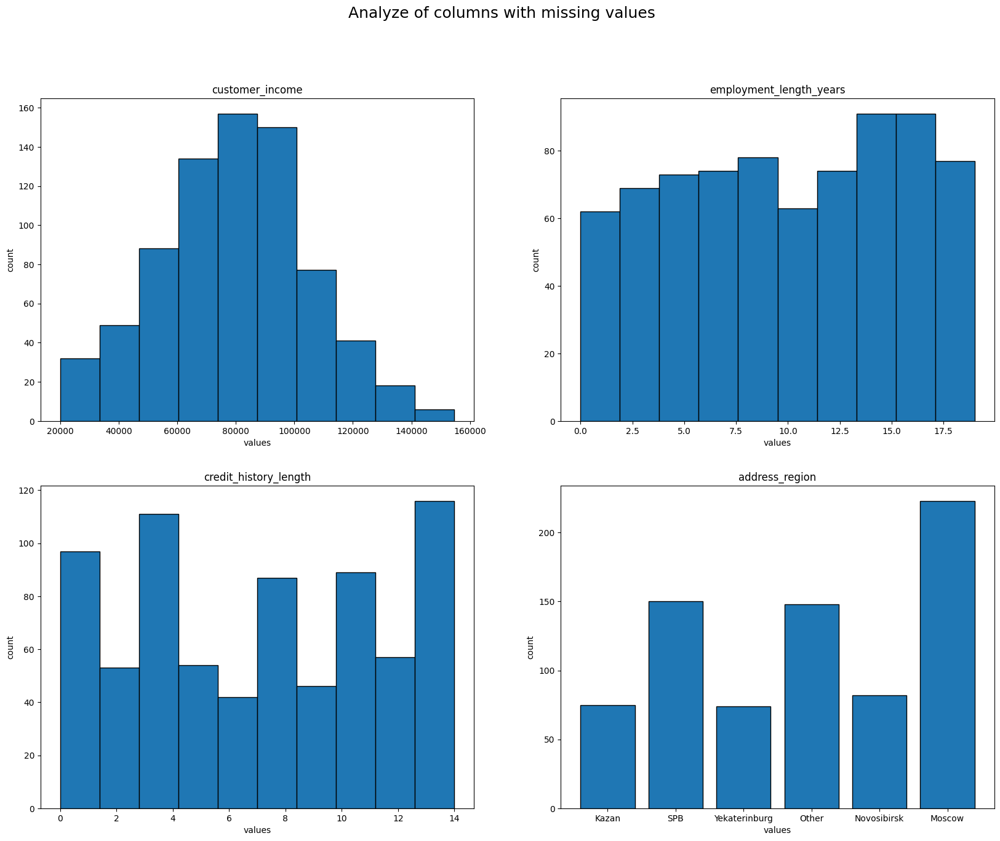 Analyze of columns with missing values
customer_income
160
140
120
100
80
60
40
20
0
count
20000 40000 60000 80000 100000 120000 140000 160000
values
employment_length_years
80
60
40
20
0
count
0.0 2.5 5.0 7.5 10.0 12.5 15.0 17.5
values
credit_history_length
120
100
80
60
40
20
0
count
0 2 4 6 8 10 12 14
values
address_region
200
150
100
50
0
count
Kazan SPB Yekaterinburg Other Novosibirsk Moscow
values